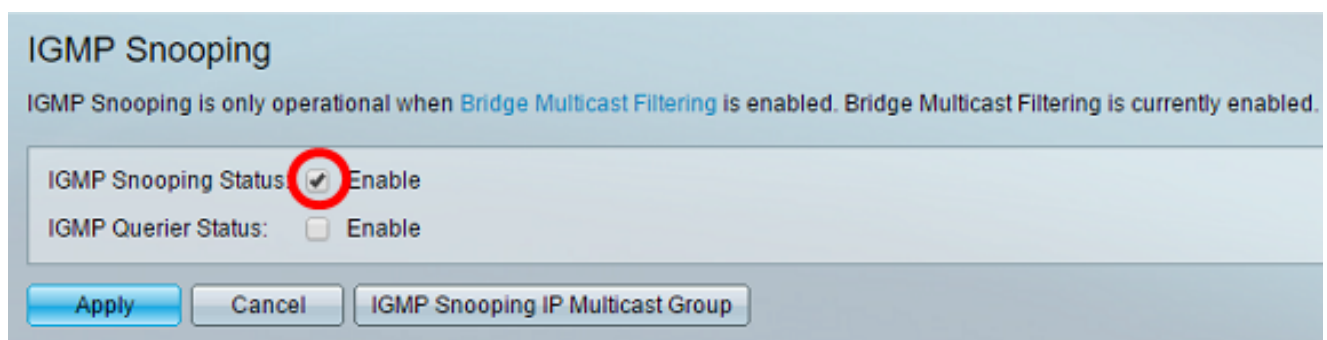 IGMP Snooping
IGMP Snooping is only operational when Bridge Multicast Filtering is enabled. Bridge Multicast Filtering is currently enabled.
IGMP Snooping Status: Enable
IGMP Querier Status: Enable
Apply Cancel IGMP Snooping IP Multicast Group